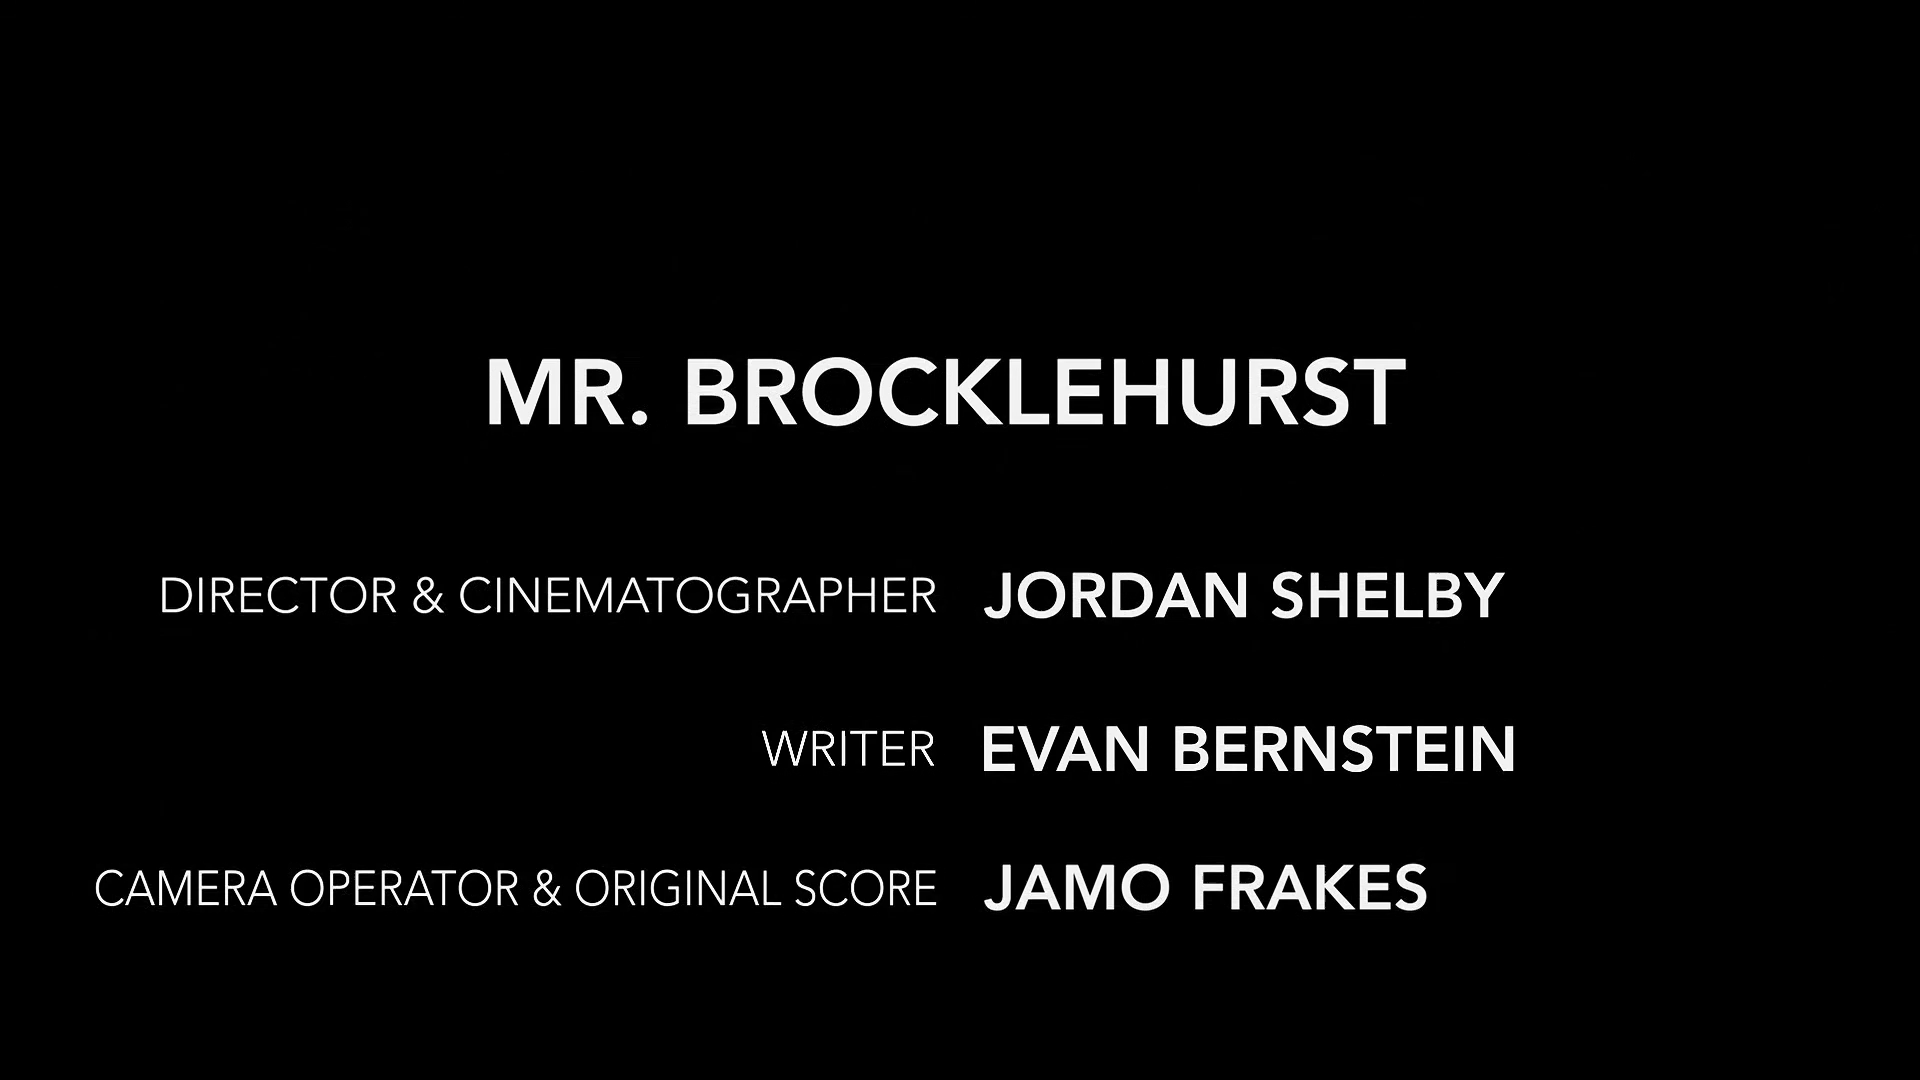 MR. BROCKLEHURST
DIRECTOR & CINEMATOGRAPHER JORDAN SHELBY
WRITER EVAN BERNSTEIN
CAMERA OPERATOR & ORIGINAL SCORE JAMO FRAKES